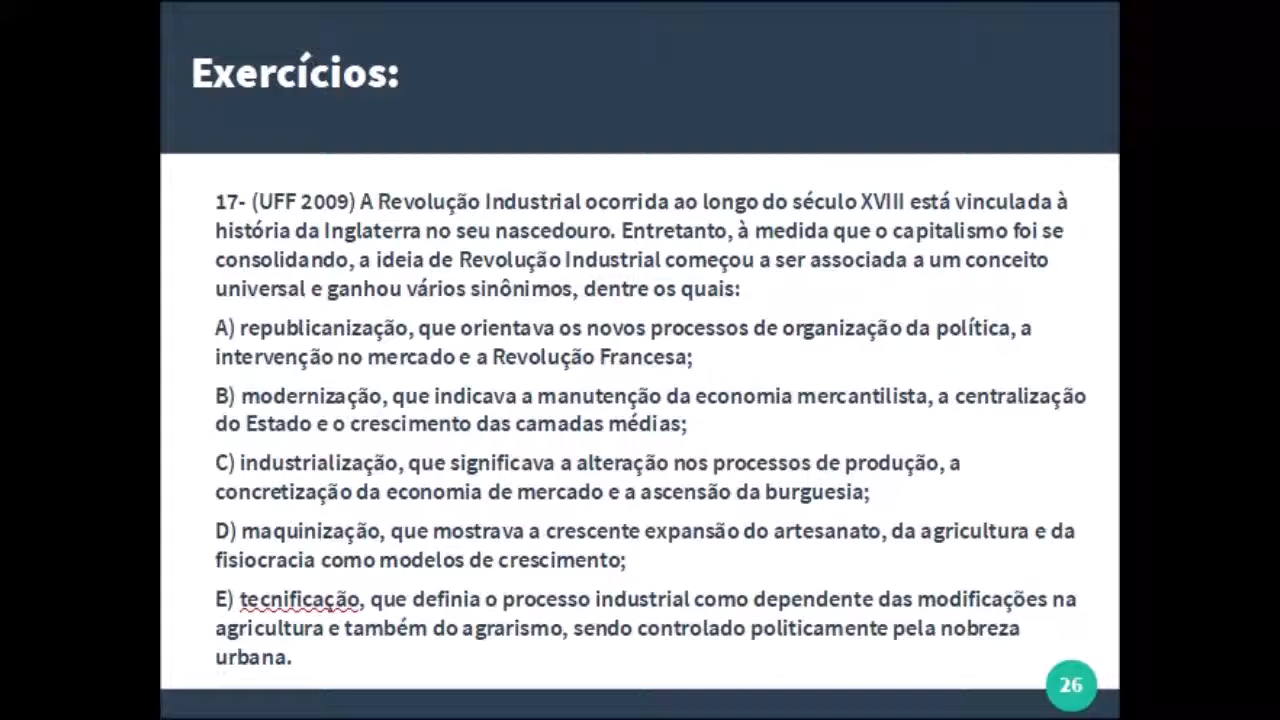 Exercícios:
17- (UFF 2009) A Revolução Industrial ocorrida ao longo do século XVIII está vinculada à
história da Inglaterra no seu nascedouro. Entretanto, à medida que o capitalismo foi se
consolidando, a ideia de Revolução Industrial começou a ser associada a um conceito
universal e ganhou vários sinônimos, dentre os quais:
A) republicanização, que orientava os novos processos de organização da política, a
intervenção no mercado e a Revolução Francesa;
B) modernização, que indicava a manutenção da economia mercantilista, a centralização
do Estado e o crescimento das camadas médias;
C) industrialização, que significava a alteração nos processos de produção, a
concretização da economia de mercado e a ascensão da burguesia;
D) maquinização, que mostrava a crescente expansão do artesanato, da agricultura e da
fisiocracia como modelos de crescimento;
E) tecnificação, que definia o processo industrial como dependente das modificações na
agricultura e também do agrarismo, sendo controlado politicamente pela nobreza
urbana.
26